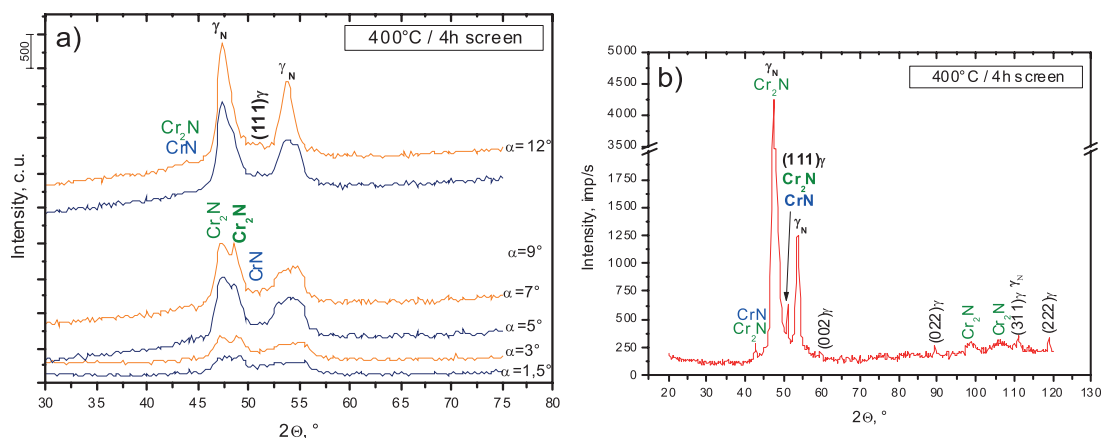 a)
400°C / 4h screen
500
γN
γN
(111)γ
Cr2N
CrN
α= 12°
Cr2N
Cr2N
CrN
α=9°
α=7°
α=5°
α=3°
α=1,5°
Intensity, c.u.
30 35 40 45 50 55 60 65 70 75 80
2Θ, °
b)
400°C / 4h screen
5000
4500
4000
3500
1750
1500
1250
1000
750
500
250
0
Intensity, imp/s
γN
Cr2N
(111)γ
Cr2N
CrN
γN
CrN
Cr2N
(002)γ
(022)γ
Cr2N
Cr2N
(311)γ γN
(222)γ
10 20 30 40 50 60 70 80 90 100 110 120 130
2Θ, °